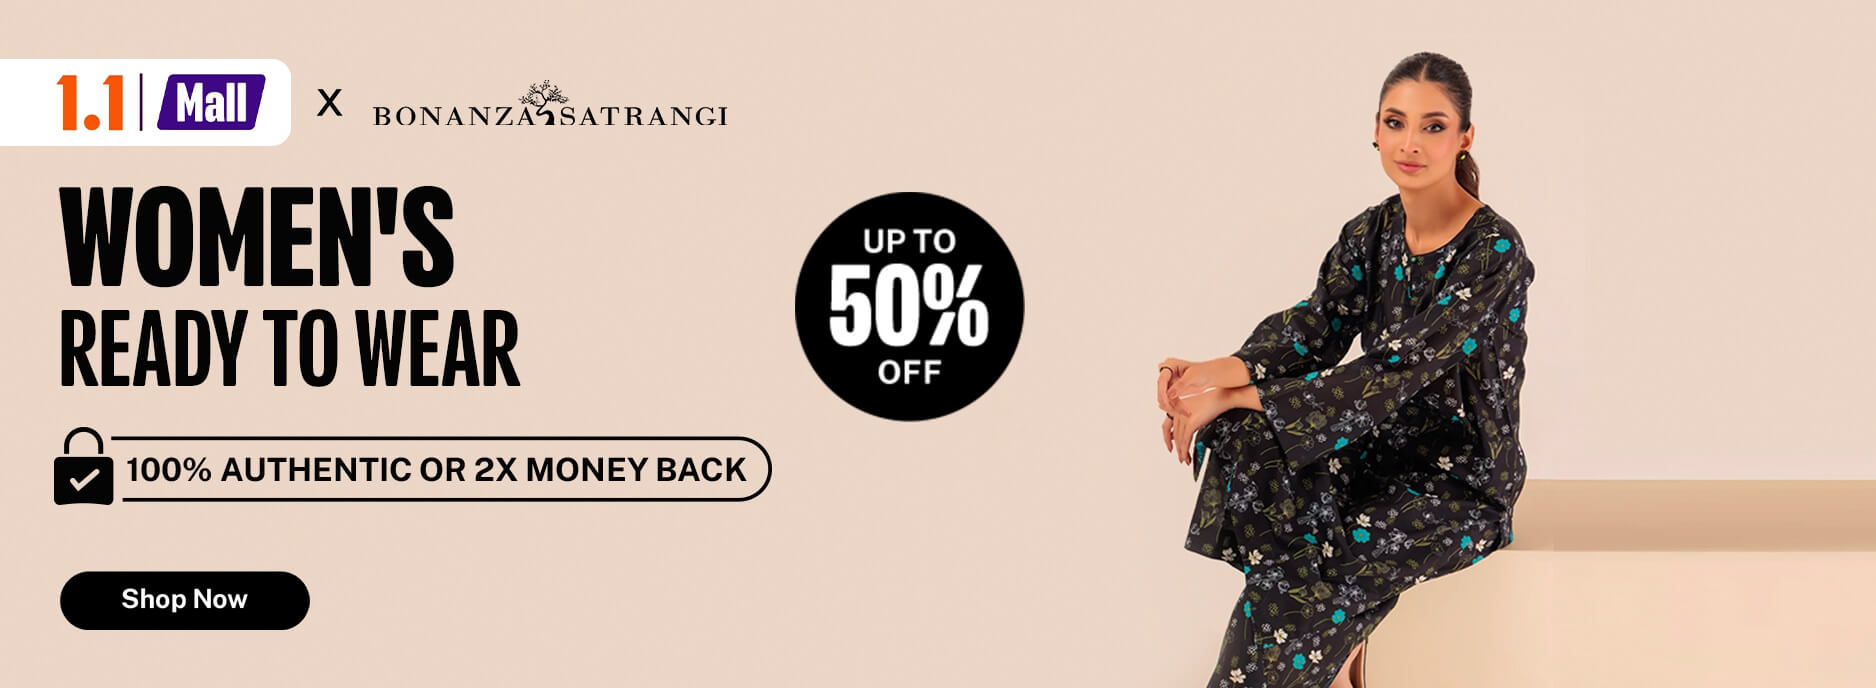 1.1 | Mall X BONANZA SATRANGI
WOMEN'S
READY TO WEAR
UP TO
50%
OFF
100% AUTHENTIC OR 2X MONEY BACK
Shop Now